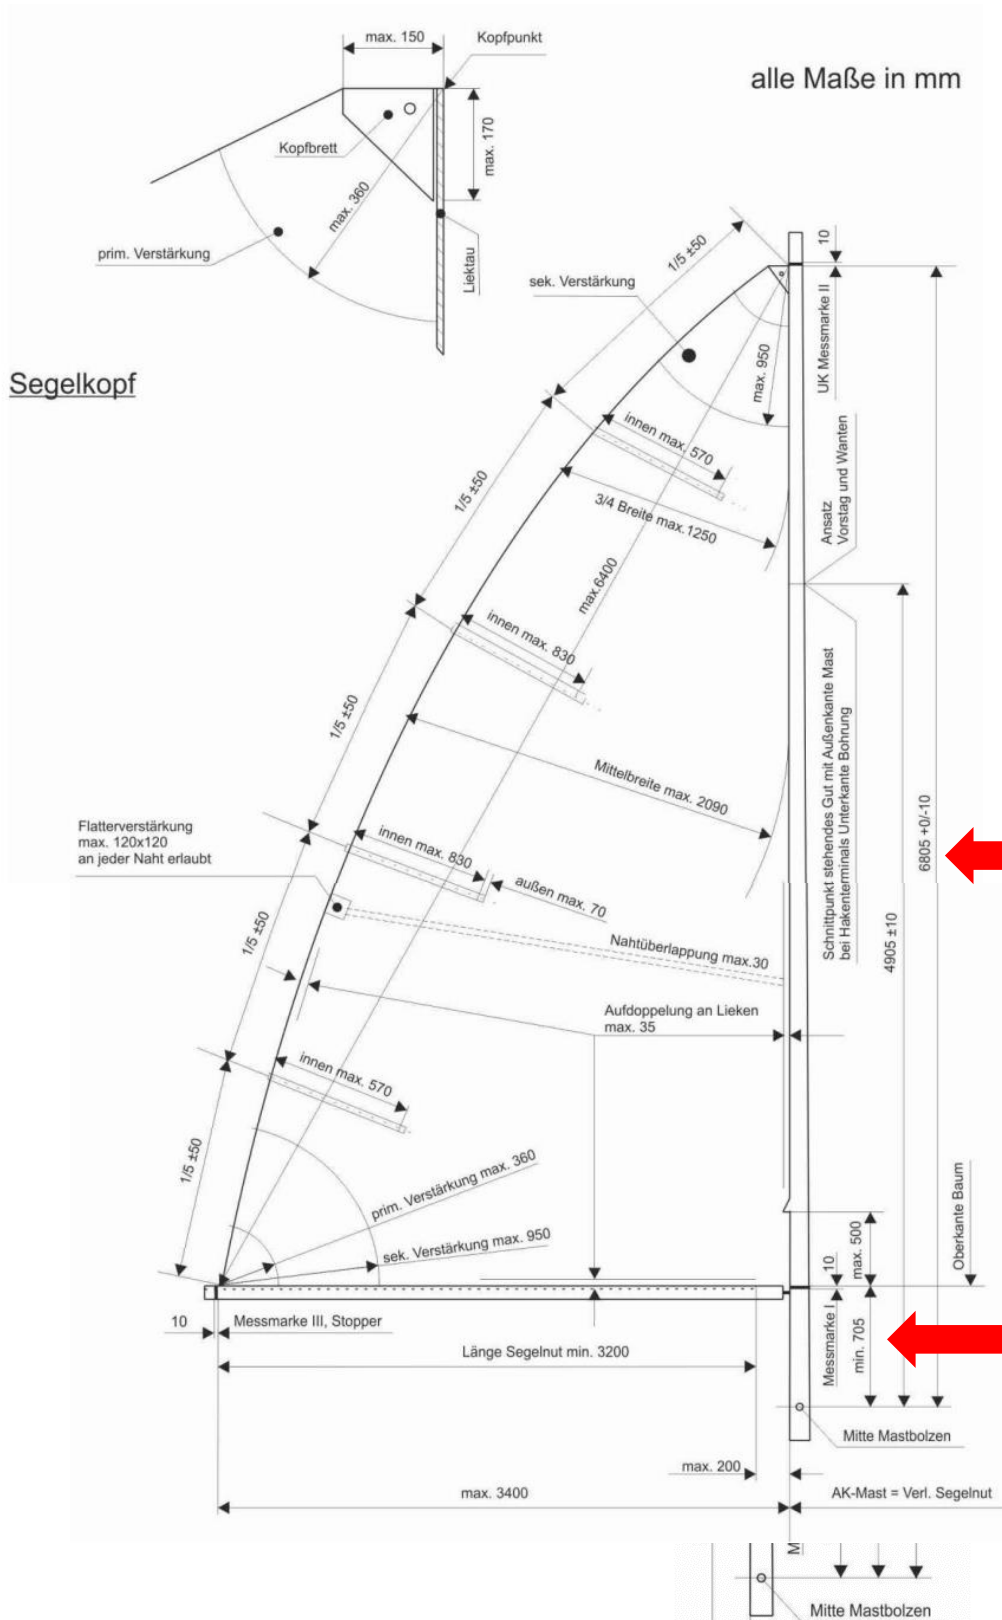 max. 150
Kopfpunkt
alle Maße in mm
Kopfbrett
max. 170
max. 360
prim. Verstärkung
Liektau
Segelkopf
1/5 ±50
10
sek. Verstärkung
UK Messmarke II
max. 950
innen max. 570
1/5 ±50
3/4 Breite max.1250
Ansatz
Vorstag und Wanten
max.6400
innen max. 830
1/5 ±50
Mittelbreite max. 2090
Schnittpunkt stehendes Gut mit Außenkante Mast
bei Hakenterminals Unterkante Bohrung
6805 +0/-10
4905 ±10
Flatterverstärkung
max. 120x120
an jeder Naht erlaubt
innen max. 830
außen max. 70
1/5 ±50
Nahtüberlappung max.30
Aufdoppelung an Lieken
max. 35
innen max. 570
1/5 ±50
prim. Verstärkung max. 360
sek. Verstärkung max. 950
max. 500
10
Oberkante Baum
10
Messmarke III, Stopper
Messmarke I
min. 705
Länge Segelnut min. 3200
Mitte Mastbolzen
max. 200
max. 3400
AK-Mast = Verl. Segelnut
M
Mitte Mastbolzen